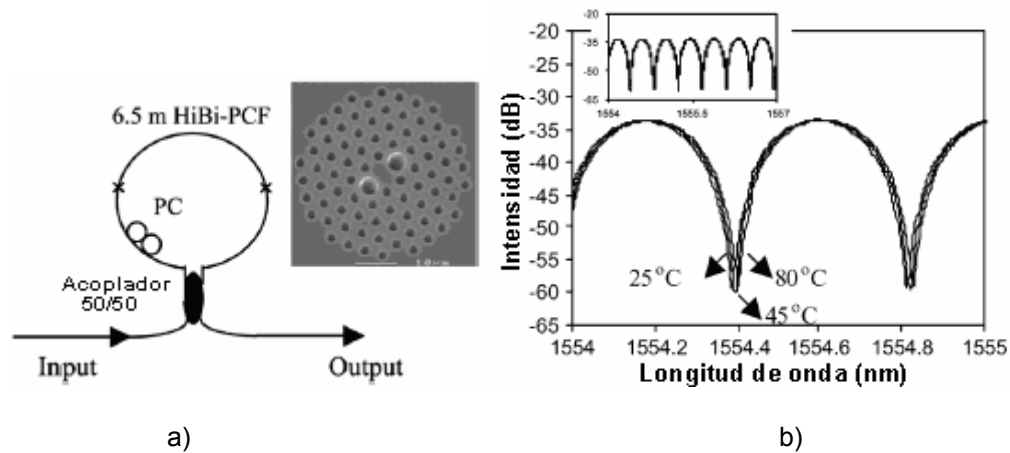 a)
b)
6.5 m HiBi-PCF
PC
Acoplador
50/50
Input
Output
10µm
Intensidad (dB)
-20
-25
-30
-35
-40
-45
-50
-55
-60
-65
-20
-35
-50
-65
1554
1555.5
1557
25°C
80°C
45°C
1554
1554.2
1554.4
1554.6
1554.8
1555
Longitud de onda (nm)
a)
b)